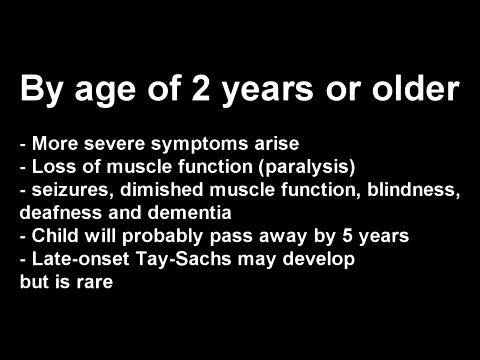 By age of 2 years or older
- More severe symptoms arise
- Loss of muscle function (paralysis)
- seizures, dimished muscle function, blindness,
deafness and dementia
- Child will probably pass away by 5 years
- Late-onset Tay-Sachs may develop
but is rare